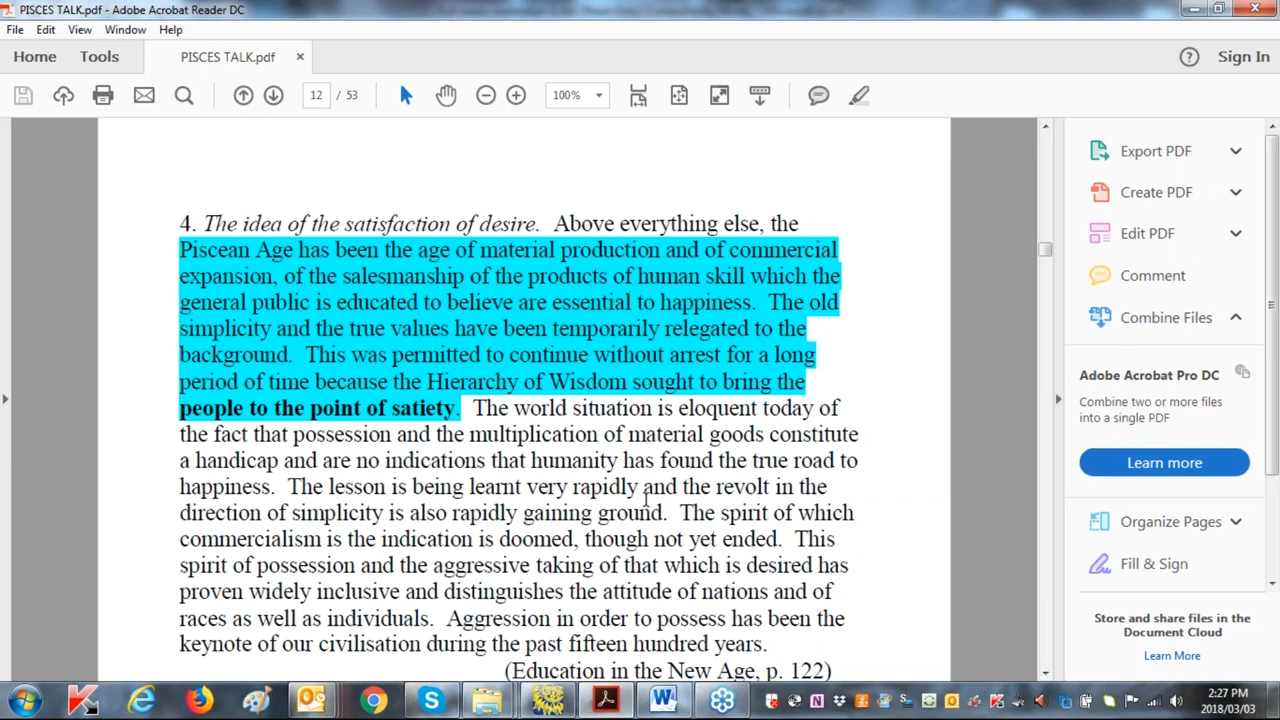 PISCES TALK.pdf - Adobe Acrobat Reader DC
File Edit View Window Help
Home Tools PISCES TALK.pdf × ? Sign In
12 / 53 100%
4. The idea of the satisfaction of desire. Above everything else, the
Piscean Age has been the age of material production and of commercial
expansion, of the salesmanship of the products of human skill which the
general public is educated to believe are essential to happiness. The old
simplicity and the true values have been temporarily relegated to the
background. This was permitted to continue without arrest for a long
period of time because the Hierarchy of Wisdom sought to bring the
people to the point of satiety. The world situation is eloquent today of
the fact that possession and the multiplication of material goods constitute
a handicap and are no indications that humanity has found the true road to
happiness. The lesson is being learnt very rapidly and the revolt in the
direction of simplicity is also rapidly gaining ground. The spirit of which
commercialism is the indication is doomed, though not yet ended. This
spirit of possession and the aggressive taking of that which is desired has
proven widely inclusive and distinguishes the attitude of nations and of
races as well as individuals. Aggression in order to possess has been the
keynote of our civilisation during the past fifteen hundred years.
(Education in the New Age, p. 122)
Export PDF
Create PDF
Edit PDF
Comment
Combine Files
Adobe Acrobat Pro DC
Combine two or more files
into a single PDF
Learn more
Organize Pages
Fill & Sign
Store and share files in the
Document Cloud
Learn More
2:27 PM
2018/03/03